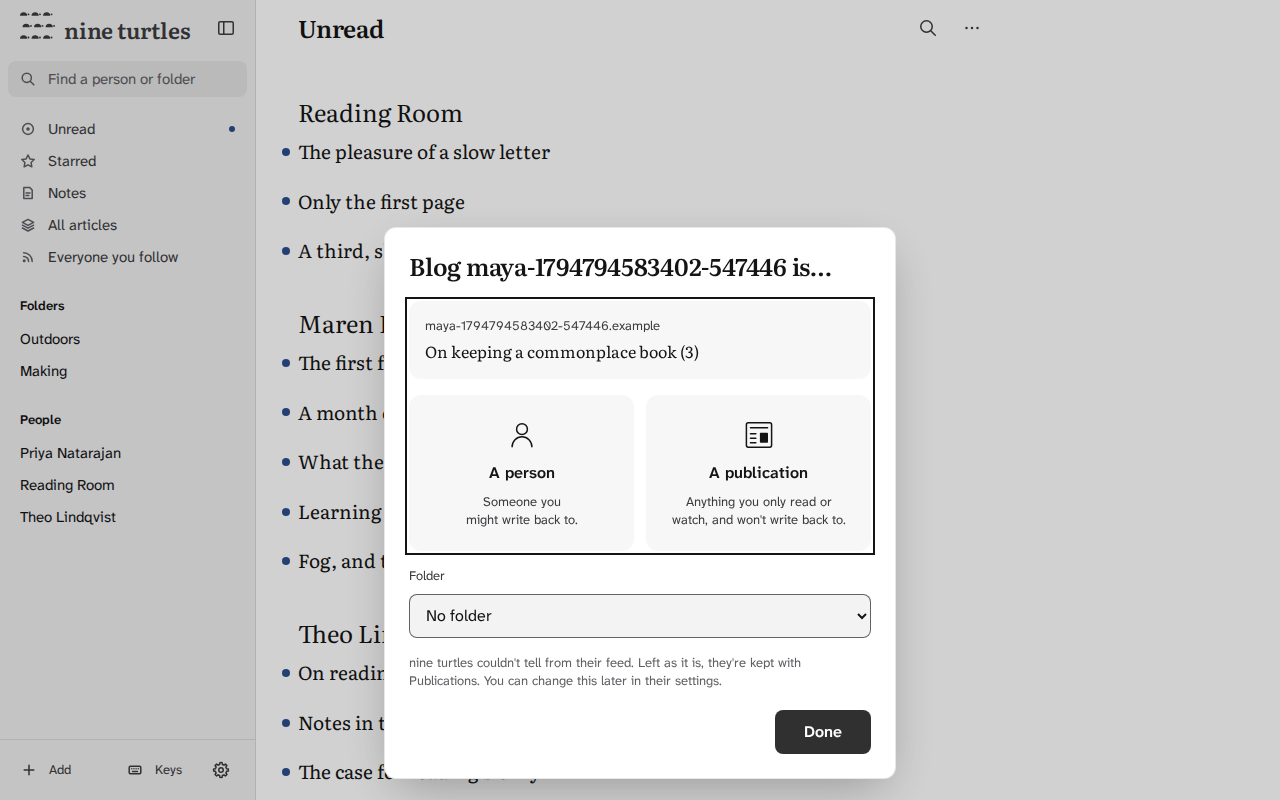 nine turtles
Find a person or folder
Unread
Starred
Notes
All articles
Everyone you follow
Folders
Outdoors
Making
People
Priya Natarajan
Reading Room
Theo Lindqvist
Add
Keys
Unread
Reading Room
The pleasure of a slow letter
Only the first page
A third, s
Maren
The first f
A month
What the
Learning
Fog, and t
Theo Lin
On readin
Notes in t
The case fo
Blog maya-1794794583402-547446 is…
maya-1794794583402-547446.example
On keeping a commonplace book (3)
A person
Someone you
might write back to.
A publication
Anything you only read or
watch, and won't write back to.
Folder
No folder
nine turtles couldn't tell from their feed. Left as it is, they're kept with
Publications. You can change this later in their settings.
Done